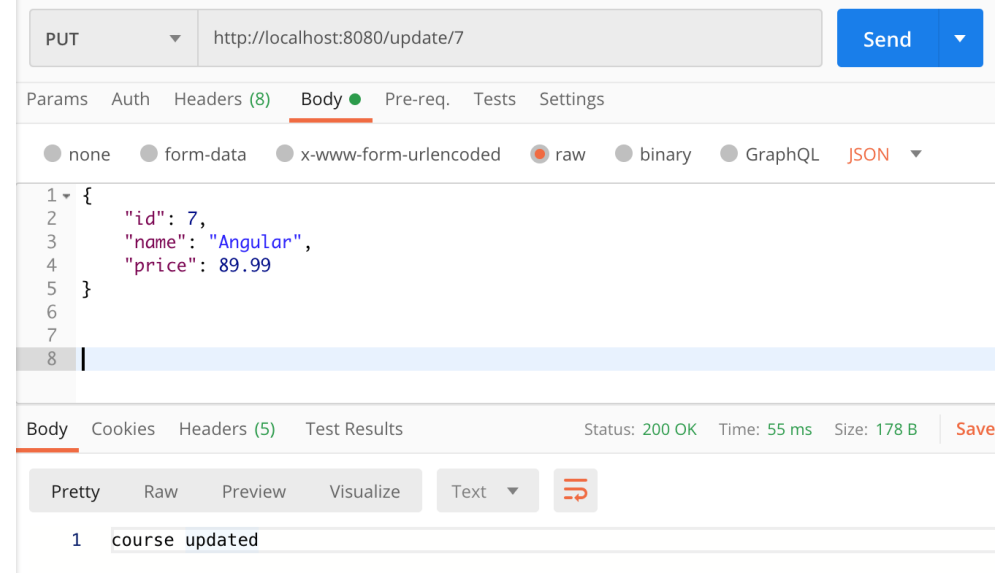 PUT http://localhost:8080/update/7 Send
Params Auth Headers (8) Body Pre-req. Tests Settings
none form-data x-www-form-urlencoded raw binary GraphQL JSON
1 {
2 "id": 7,
3 "name": "Angular",
4 "price": 89.99
5 }
6
7
8
Body Cookies Headers (5) Test Results Status: 200 OK Time: 55 ms Size: 178 B Save
Pretty Raw Preview Visualize Text
1 course updated